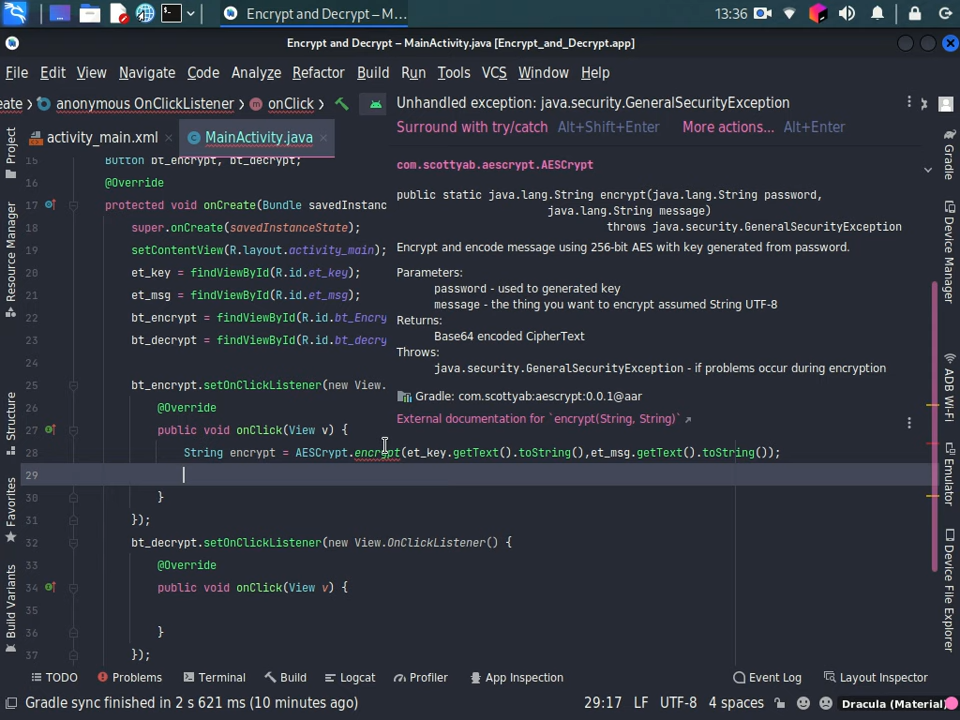 Encrypt and Decrypt – M...
13:36
Encrypt and Decrypt – MainActivity.java [Encrypt_and_Decrypt.app]
File Edit View Navigate Code Analyze Refactor Build Run Tools VCS Window Help
eate anonymous OnClickListener onClick
Unhandled exception: java.security.GeneralSecurityException
Surround with try/catch Alt+Shift+Enter More actions... Alt+Enter
activity_main.xml MainActivity.java
com.scottyab.aescrypt.AESCrypt
public static java.lang.String encrypt(java.lang.String password,
java.lang.String message)
throws java.security.GeneralSecurityException
Encrypt and encode message using 256-bit AES with key generated from password.
Parameters:
password - used to generated key
message - the thing you want to encrypt assumed String UTF-8
Returns:
Base64 encoded CipherText
Throws:
java.security.GeneralSecurityException - if problems occur during encryption
Gradle: com.scottyab:aescrypt:0.0.1@aar
External documentation for `encrypt(String, String)` ↗
15 Button bt_encrypt, bt_decrypt;
16 @Override
17 protected void onCreate(Bundle savedInstanc
18 super.onCreate(savedInstanceState);
19 setContentView(R.layout.activity_main);
20 et_key = findViewById(R.id.et_key);
21 et_msg = findViewById(R.id.et_msg);
22 bt_encrypt = findViewById(R.id.bt_Encry
23 bt_decrypt = findViewById(R.id.bt_decry
24
25 bt_encrypt.setOnClickListener(new View.
26 @Override
27 public void onClick(View v) {
28 String encrypt = AESCrypt.encrypt(et_key.getText().toString(),et_msg.getText().toString());
29
30 }
31 });
32 bt_decrypt.setOnClickListener(new View.OnClickListener() {
33 @Override
34 public void onClick(View v) {
35
36 }
37 });
Project
Resource Manager
Structure
Favorites
Build Variants
Gradle
Device Manager
ADB Wi-Fi
Emulator
Device File Explorer
TODO Problems Terminal Build Logcat Profiler App Inspection Event Log Layout Inspector
Gradle sync finished in 2 s 621 ms (10 minutes ago) 29:17 LF UTF-8 4 spaces Dracula (Material)